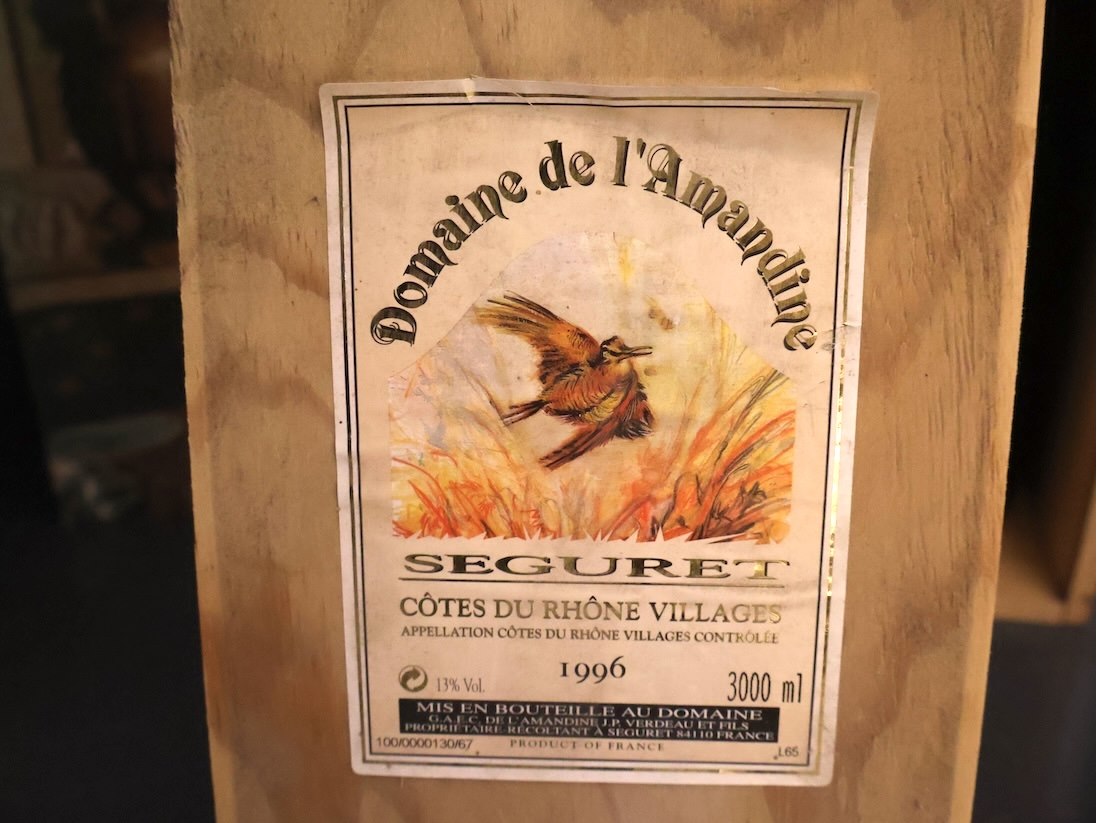 Domaine de l'Amandine
SEGURET
CÔTES DU RHÔNE VILLAGES
APPELLATION CÔTES DU RHÔNE VILLAGES CONTRÔLÉE
1996
13% Vol. 3000 ml
MIS EN BOUTEILLE AU DOMAINE
G.A.E.C. DE L'AMANDINE J.P. VERDEAU ET FILS
PROPRIÉTAIRE-RÉCOLTANT À SEGURET 84110 FRANCE
100/0000130/67 PRODUCT OF FRANCE L65